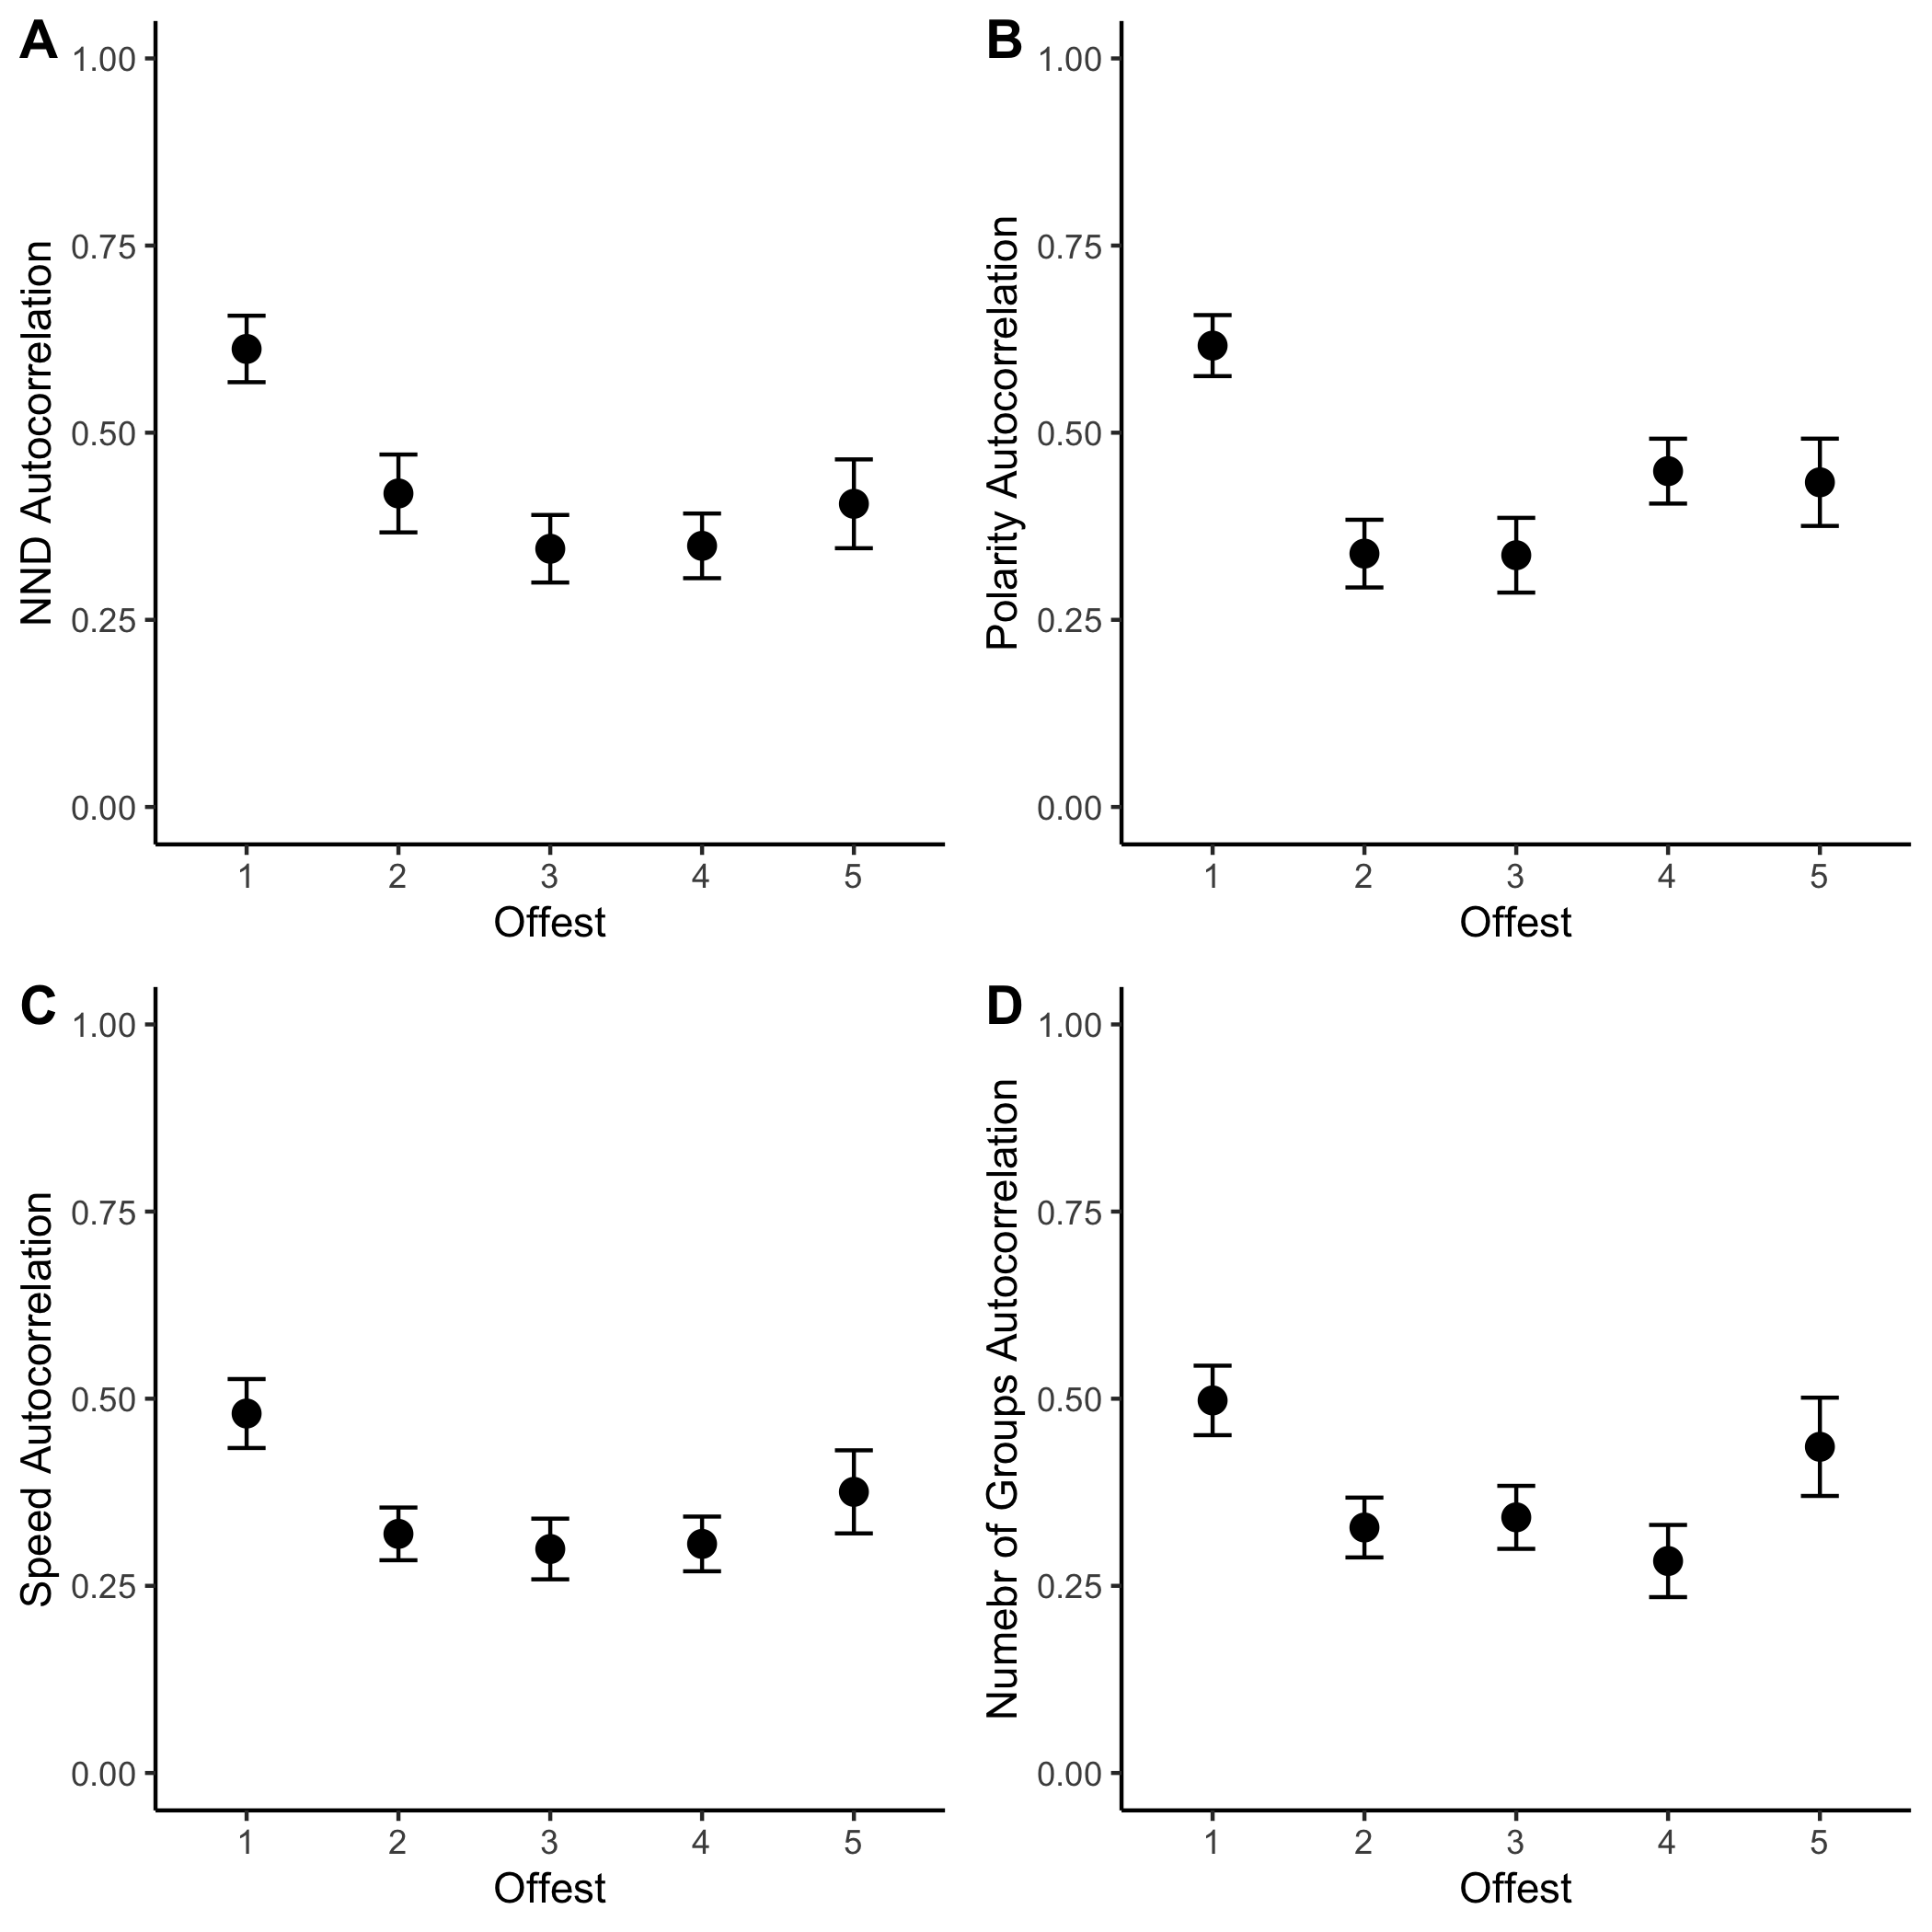 A
1.00
0.75
0.50
0.25
0.00
NND Autocorrelation
1 2 3 4 5
Offest
B
1.00
0.75
0.50
0.25
0.00
Polarity Autocorrelation
1 2 3 4 5
Offest
C
1.00
0.75
0.50
0.25
0.00
Speed Autocorrelation
1 2 3 4 5
Offest
D
1.00
0.75
0.50
0.25
0.00
Numebr of Groups Autocorrelation
1 2 3 4 5
Offest